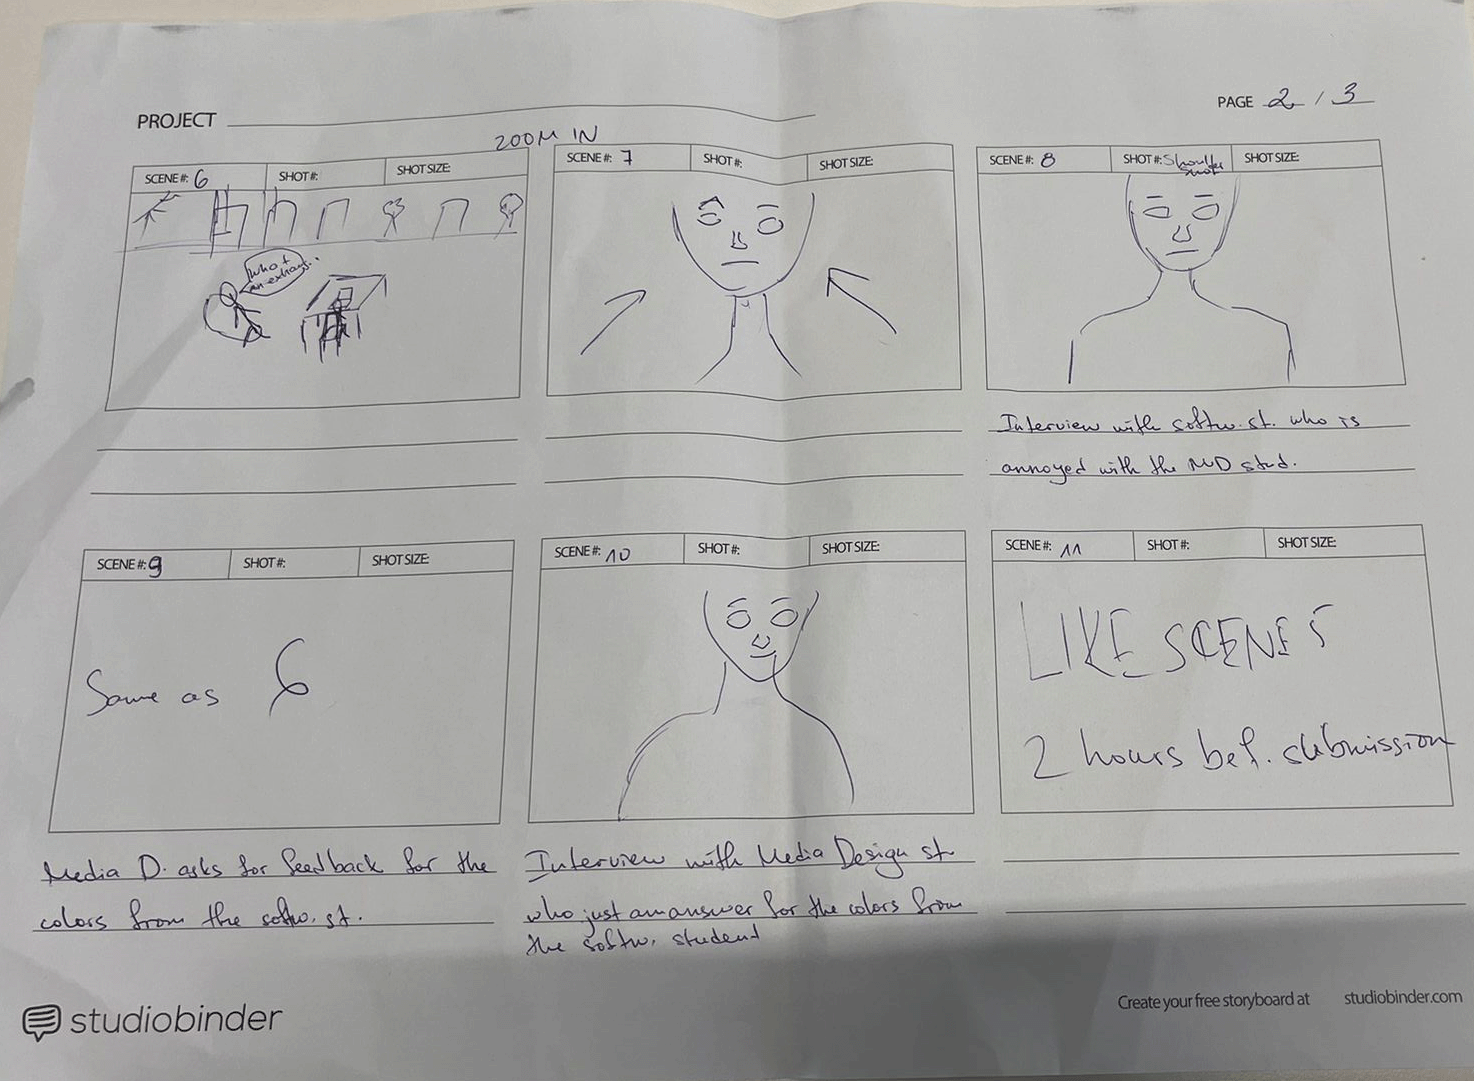 PROJECT
PAGE 2 / 3
ZOOM IN
SCENE #: 6 SHOT #: SHOT SIZE:
SCENE #: 7 SHOT #: SHOT SIZE:
SCENE #: 8 SHOT #: Shoulder SHOT SIZE:
shot
What
an
Interview with softw. st. who is
annoyed with the MD stud.
SCENE #: 9 SHOT #: SHOT SIZE:
SCENE #: 10 SHOT #: SHOT SIZE:
SCENE #: 11 SHOT #: SHOT SIZE:
Same as 6
LIKE SCENE 5
2 hours bef. submission
Media D. asks for feedback for the
colors from the softw. st.
Interview with Media Design st.
who just am answer for the colors from
the softw. student
studiobinder
Create your free storyboard at studiobinder.com